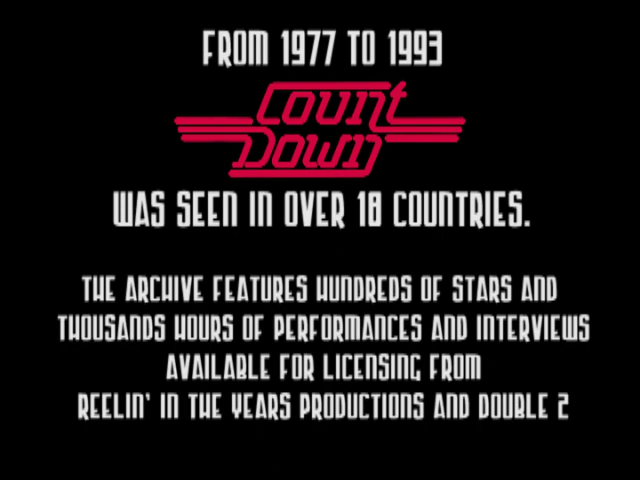 FROM 1977 TO 1993
Count
Down
WAS SEEN IN OVER 18 COUNTRIES.
THE ARCHIVE FEATURES HUNDREDS OF STARS AND
THOUSANDS HOURS OF PERFORMANCES AND INTERVIEWS
AVAILABLE FOR LICENSING FROM
REELIN' IN THE YEARS PRODUCTIONS AND DOUBLE 2